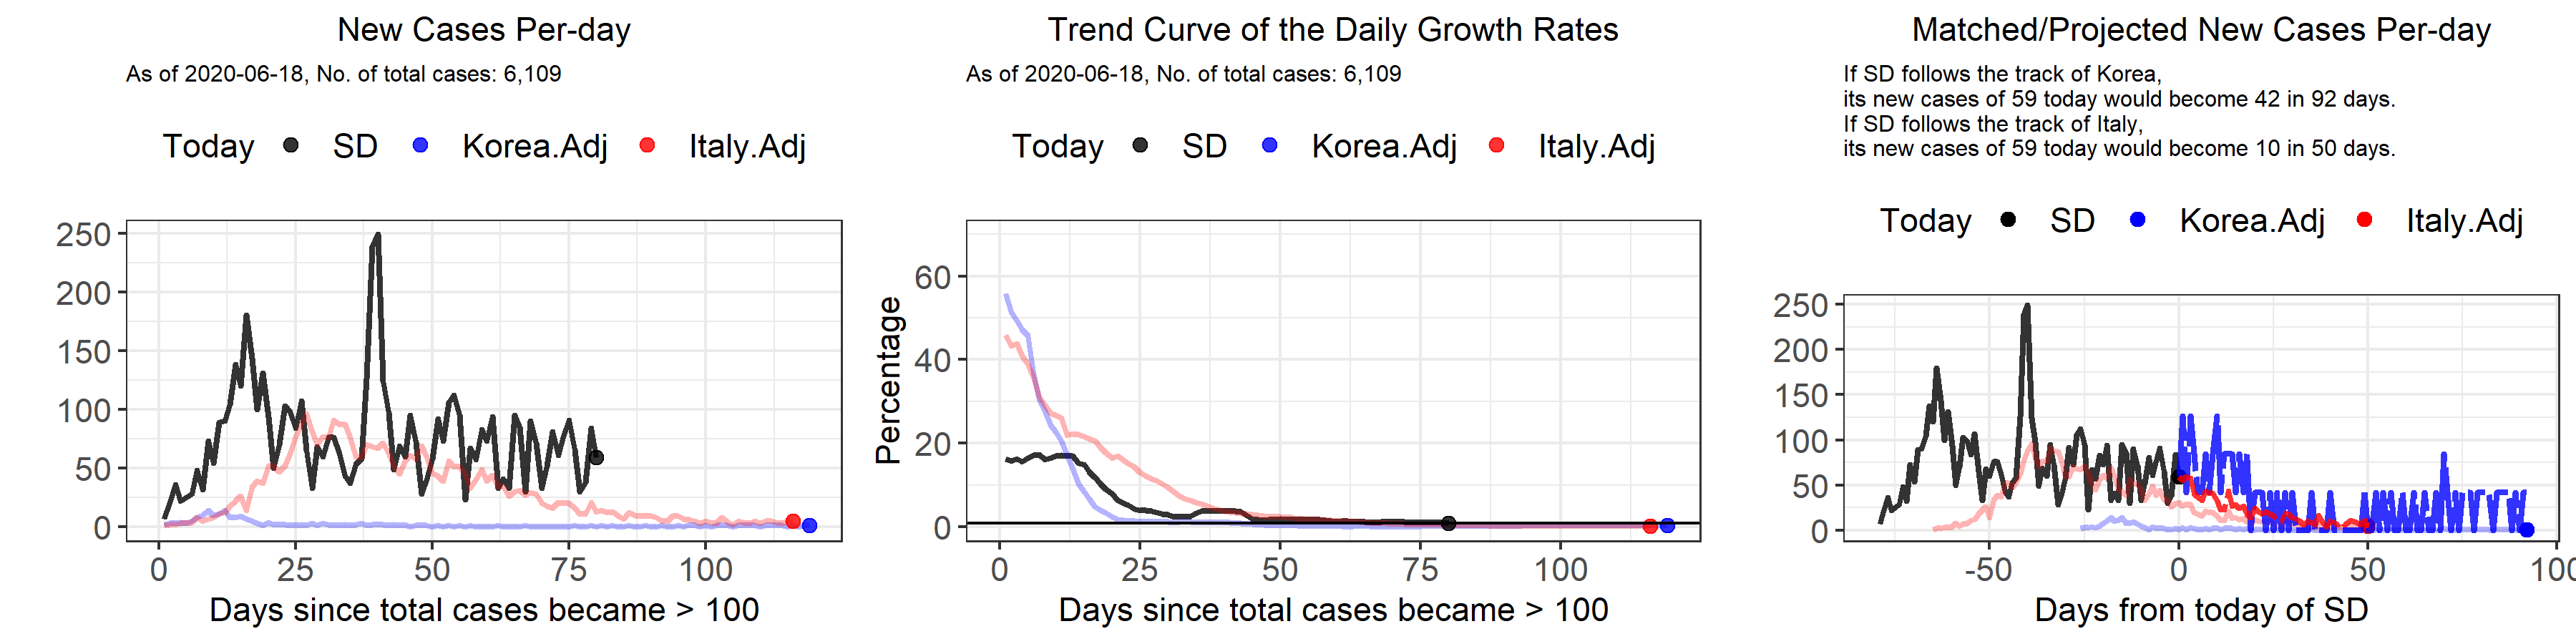 New Cases Per-day
As of 2020-06-18, No. of total cases: 6,109
Today SD Korea.Adj Italy.Adj
250
200
150
100
50
0
0 25 50 75 100
Days since total cases became > 100
Trend Curve of the Daily Growth Rates
As of 2020-06-18, No. of total cases: 6,109
Today SD Korea.Adj Italy.Adj
Percentage
60
40
20
0
0 25 50 75 100
Days since total cases became > 100
Matched/Projected New Cases Per-day
If SD follows the track of Korea,
its new cases of 59 today would become 42 in 92 days.
If SD follows the track of Italy,
its new cases of 59 today would become 10 in 50 days.
Today SD Korea.Adj Italy.Adj
250
200
150
100
50
0
-50 0 50 100
Days from today of SD